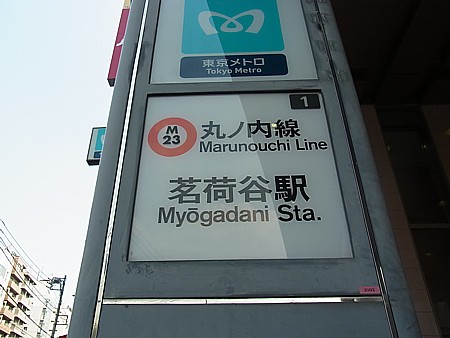 東京メトロ
Tokyo Metro
1
M
23
丸ノ内線
Marunouchi Line
茗荷谷駅
Myōgadani Sta.